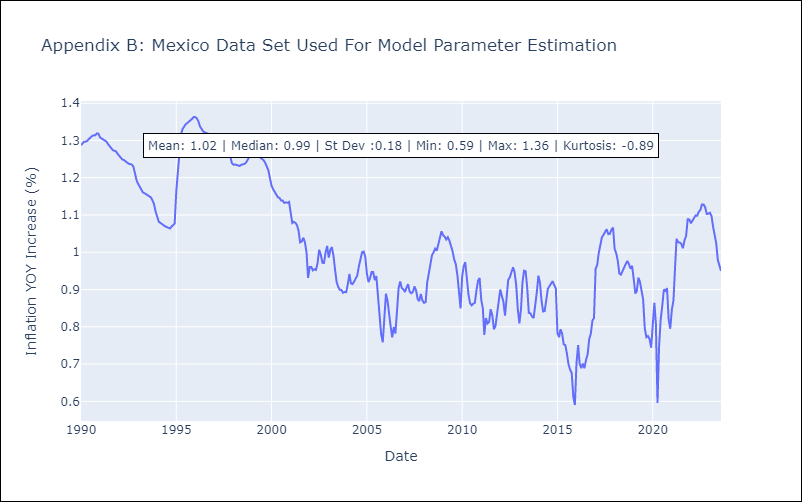 Appendix B: Mexico Data Set Used For Model Parameter Estimation
1.4
Mean: 1.02 | Median: 0.99 | St Dev :0.18 | Min: 0.59 | Max: 1.36 | Kurtosis: -0.89
1.3
1.2
1.1
1
0.9
0.8
0.7
0.6
Inflation YOY Increase (%)
1990 1995 2000 2005 2010 2015 2020
Date